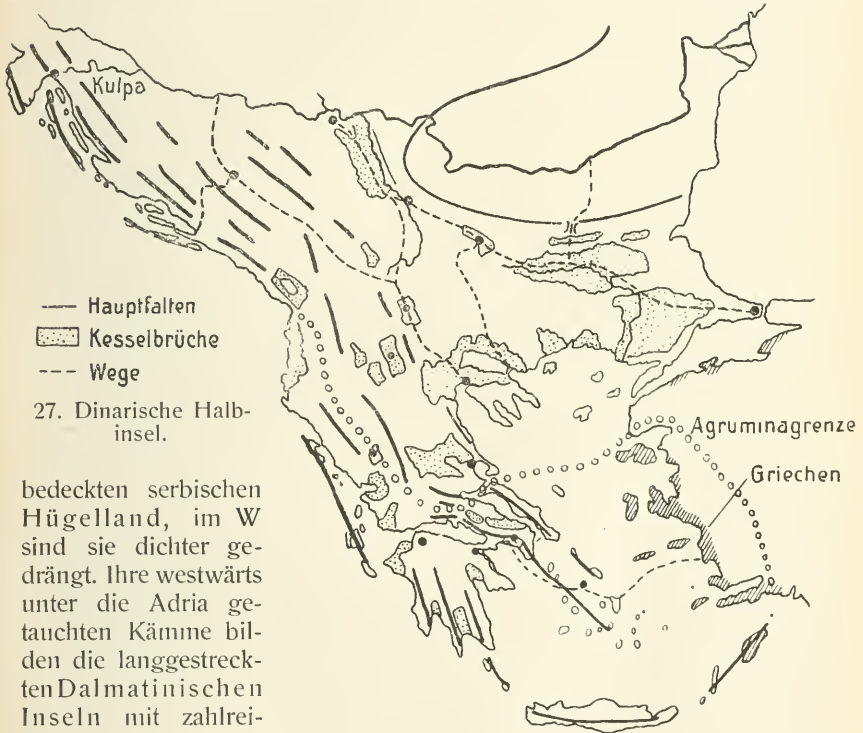 Kulpa
Hauptfalten
Kesselbrüche
Wege
27. Dinarische Halb-
insel.
Agruminagrenze
Griechen
bedeckten serbischen
Hügelland, im W
sind sie dichter ge-
drängt. Ihre westwärts
unter die Adria ge-
tauchten Kämme bil-
den die langgestreck-
ten Dalmatinischen
Inseln mit zahlrei-